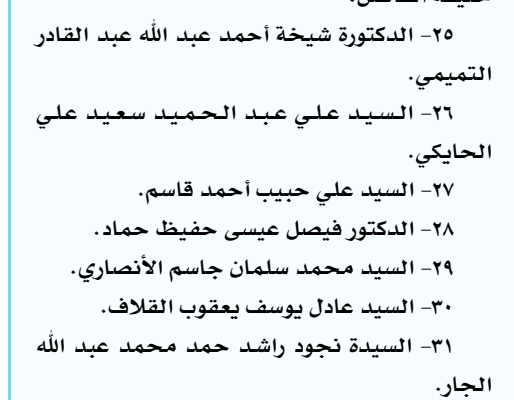 ٢٥- الدكتورة شيخة أحمد عبد الله عبد القادر
التميمي.
٢٦- السيد علي عبد الحميد سعيد علي
الحايكي.
٢٧- السيد علي حبيب أحمد قاسم.
٢٨- الدكتور فيصل عيسى حفيظ حماد.
٢٩- السيد محمد سلمان جاسم الأنصاري.
٣٠- السيد عادل يوسف يعقوب القلاف.
٣١- السيدة نجود راشد حمد محمد عبد الله
الجار.